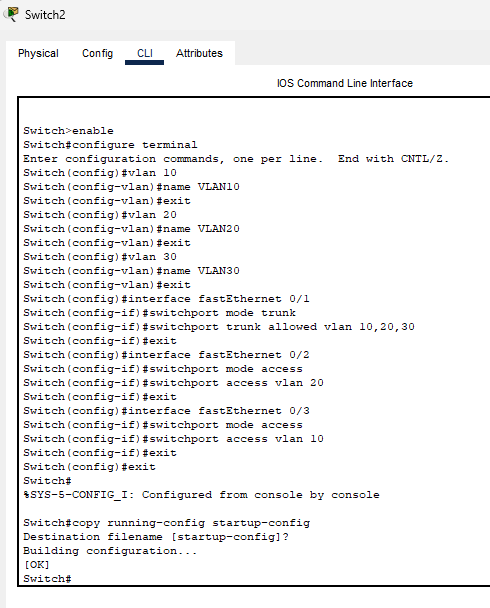 Switch2
Physical Config CLI Attributes
IOS Command Line Interface
Switch>enable
Switch#configure terminal
Enter configuration commands, one per line.  End with CNTL/Z.
Switch(config)#vlan 10
Switch(config-vlan)#name VLAN10
Switch(config-vlan)#exit
Switch(config)#vlan 20
Switch(config-vlan)#name VLAN20
Switch(config-vlan)#exit
Switch(config)#vlan 30
Switch(config-vlan)#name VLAN30
Switch(config-vlan)#exit
Switch(config)#interface fastEthernet 0/1
Switch(config-if)#switchport mode trunk
Switch(config-if)#switchport trunk allowed vlan 10,20,30
Switch(config-if)#exit
Switch(config)#interface fastEthernet 0/2
Switch(config-if)#switchport mode access
Switch(config-if)#switchport access vlan 20
Switch(config-if)#exit
Switch(config)#interface fastEthernet 0/3
Switch(config-if)#switchport mode access
Switch(config-if)#switchport access vlan 10
Switch(config-if)#exit
Switch(config)#exit
Switch#
%SYS-5-CONFIG_I: Configured from console by console
Switch#copy running-config startup-config
Destination filename [startup-config]?
Building configuration...
[OK]
Switch#